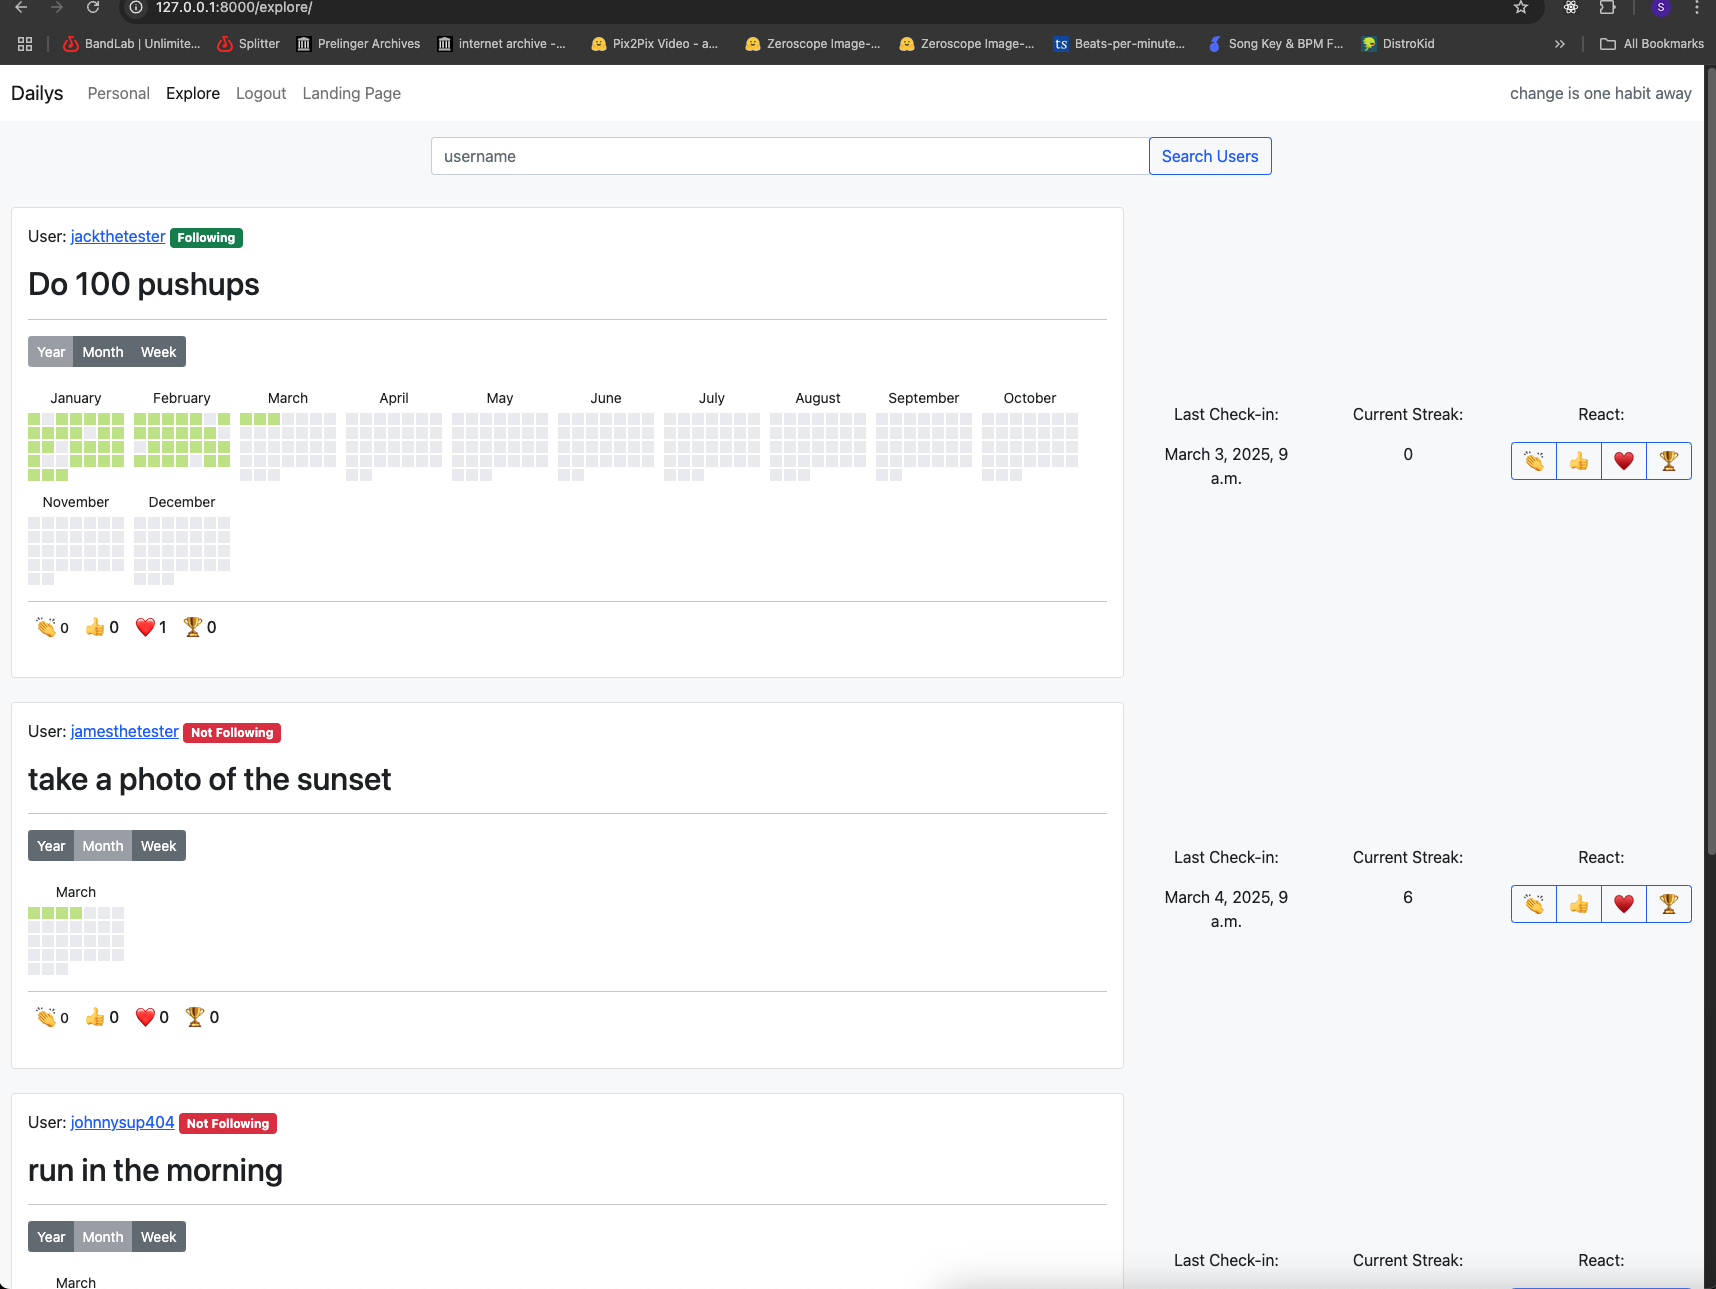 127.0.0.1:8000/explore/
S
BandLab | Unlimite...
Splitter
Prelinger Archives
internet archive -...
Pix2Pix Video - a...
Zeroscope Image-...
Zeroscope Image-...
ts
Beats-per-minute...
Song Key & BPM F...
DistroKid
»
All Bookmarks
Dailys
Personal
Explore
Logout
Landing Page
change is one habit away
username
Search Users
User: jackthetester Following
Do 100 pushups
Year Month Week
January February March April May June July August September October
November December
👏 0 👍 0 ❤️ 1 🏆 0
Last Check-in:
March 3, 2025, 9
a.m.
Current Streak:
0
React:
👏 👍 ❤️ 🏆
User: jamesthetester Not Following
take a photo of the sunset
Year Month Week
March
👏 0 👍 0 ❤️ 0 🏆 0
Last Check-in:
March 4, 2025, 9
a.m.
Current Streak:
6
React:
👏 👍 ❤️ 🏆
User: johnnysup404 Not Following
run in the morning
Year Month Week
March
Last Check-in:
Current Streak:
React: